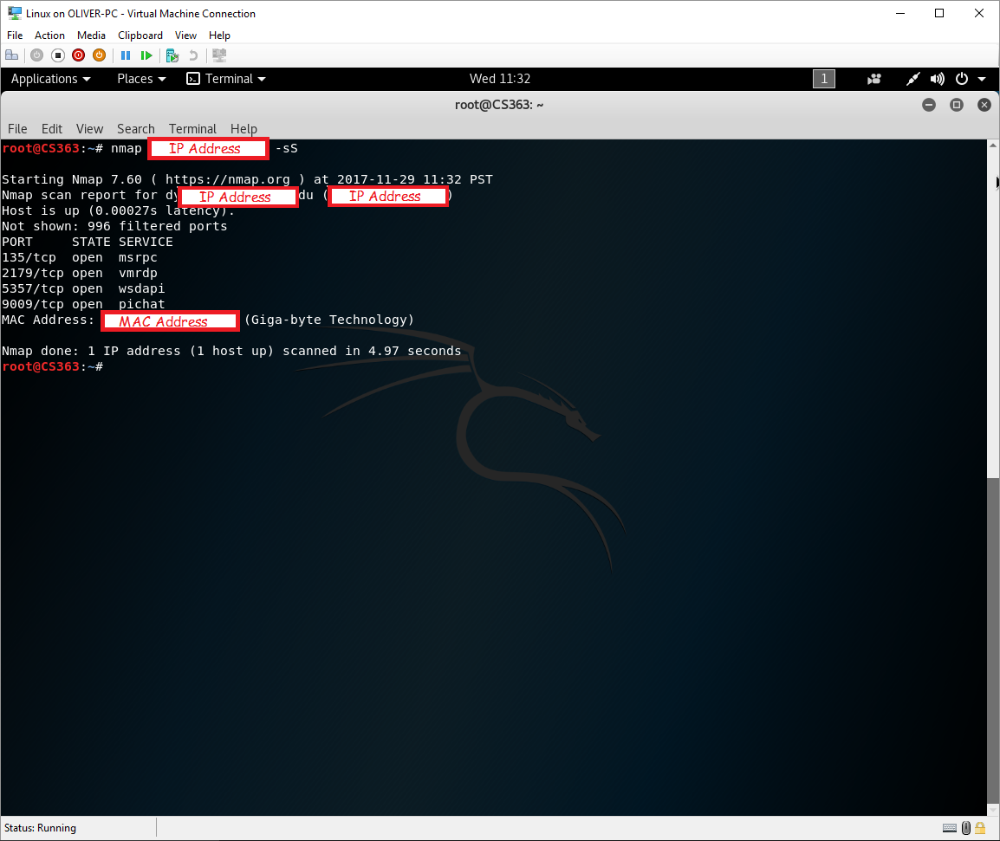 Linux on OLIVER-PC - Virtual Machine Connection
File Action Media Clipboard View Help
Applications Places Terminal Wed 11:32 1
root@CS363: ~
File Edit View Search Terminal Help
root@CS363:~# nmap IP Address -sS
Starting Nmap 7.60 ( https://nmap.org ) at 2017-11-29 11:32 PST
Nmap scan report for dy IP Address du ( IP Address )
Host is up (0.00027s latency).
Not shown: 996 filtered ports
PORT STATE SERVICE
135/tcp open msrpc
2179/tcp open vmrdp
5357/tcp open wsdapi
9009/tcp open pichat
MAC Address: MAC Address (Giga-byte Technology)
Nmap done: 1 IP address (1 host up) scanned in 4.97 seconds
root@CS363:~#
Status: Running